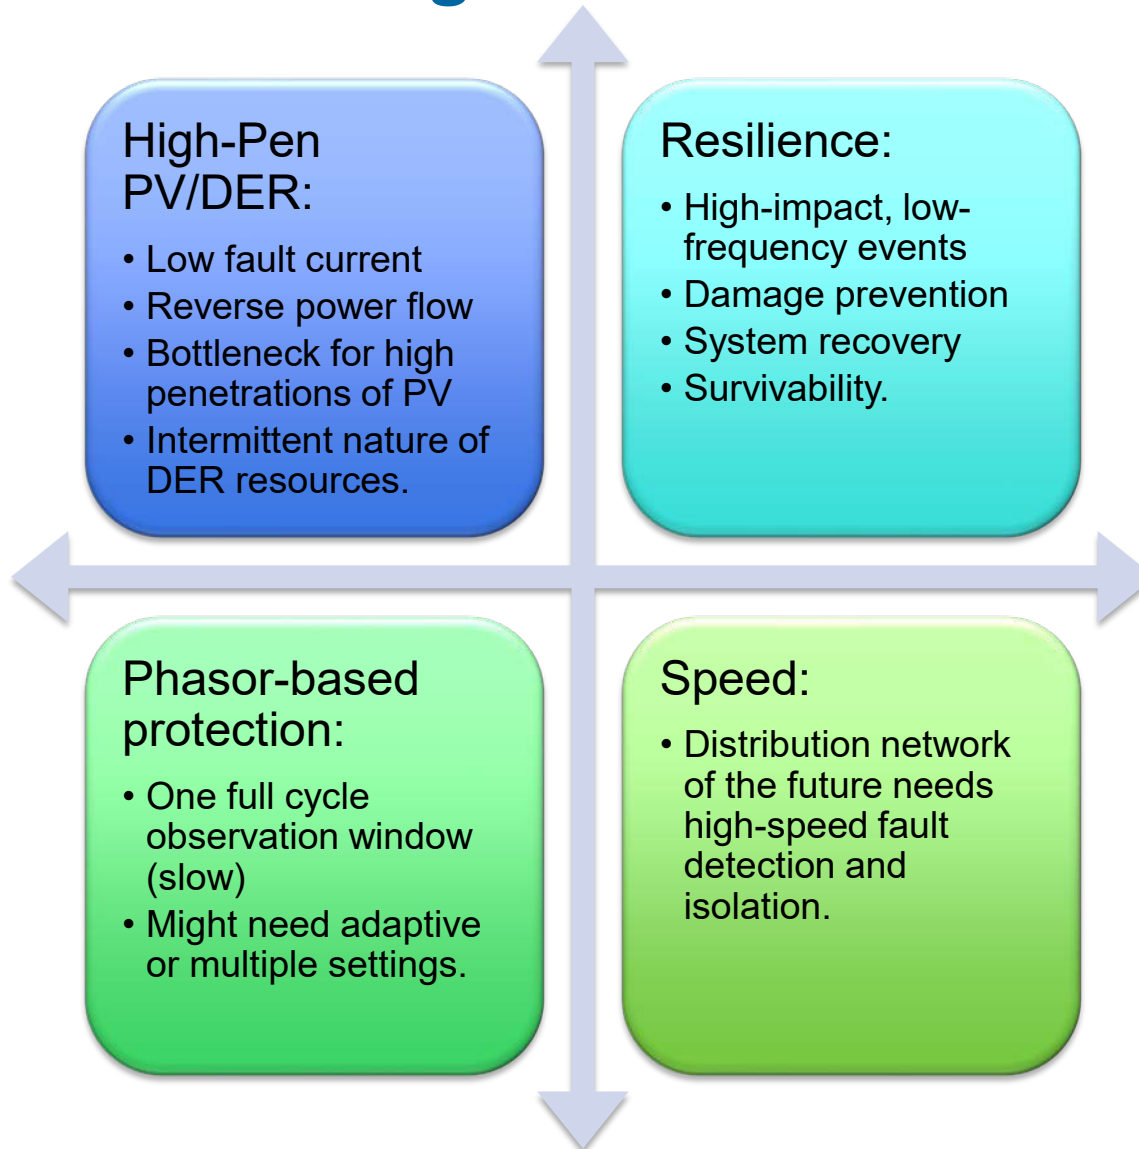 High-Pen
PV/DER:
• Low fault current
• Reverse power flow
• Bottleneck for high
penetrations of PV
• Intermittent nature of
DER resources.
Resilience:
• High-impact, low-
frequency events
• Damage prevention
• System recovery
• Survivability.
Phasor-based
protection:
• One full cycle
observation window
(slow)
• Might need adaptive
or multiple settings.
Speed:
• Distribution network
of the future needs
high-speed fault
detection and
isolation.